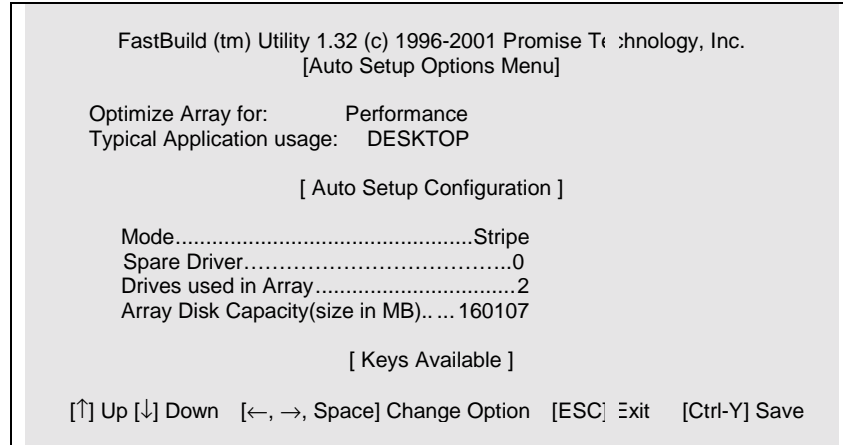 FastBuild (tm) Utility 1.32 (c) 1996-2001 Promise Technology, Inc.
[Auto Setup Options Menu]
Optimize Array for: Performance
Typical Application usage: DESKTOP
[ Auto Setup Configuration ]
Mode.................................................Stripe
Spare Driver…………………………………..0
Drives used in Array.................................2
Array Disk Capacity(size in MB).. ... 160107
[ Keys Available ]
[↑] Up [↓] Down [←, →, Space] Change Option [ESC] Exit [Ctrl-Y] Save